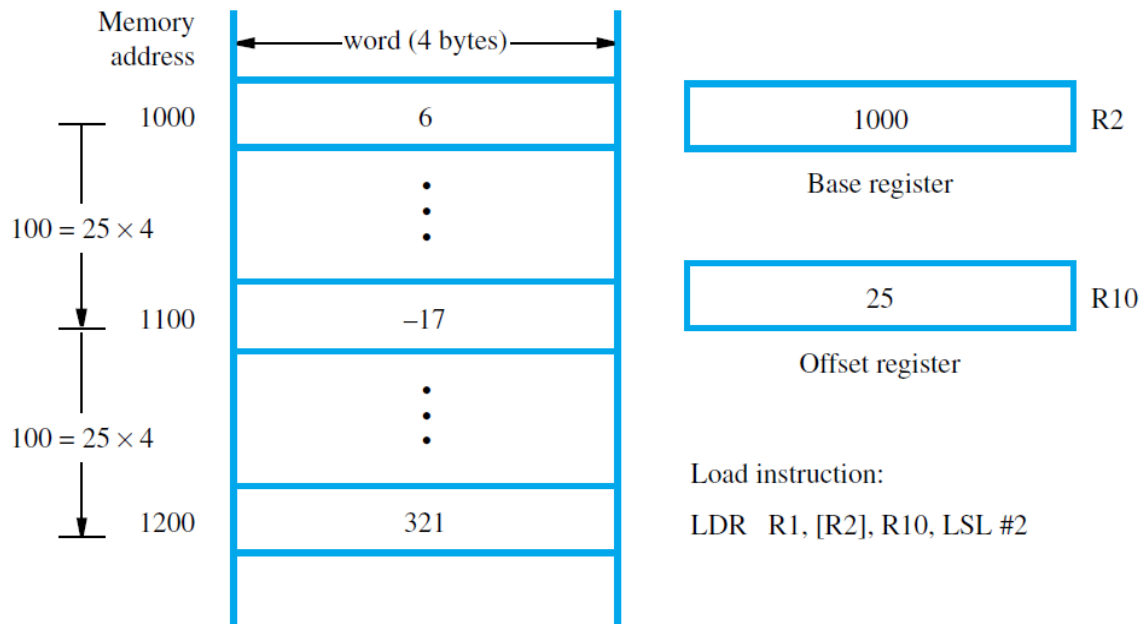 Memory
address
word (4 bytes)
1000
6
1000
R2
Base register
100 = 25 × 4
25
R10
1100
–17
Offset register
100 = 25 × 4
Load instruction:
1200
321
LDR R1, [R2], R10, LSL #2